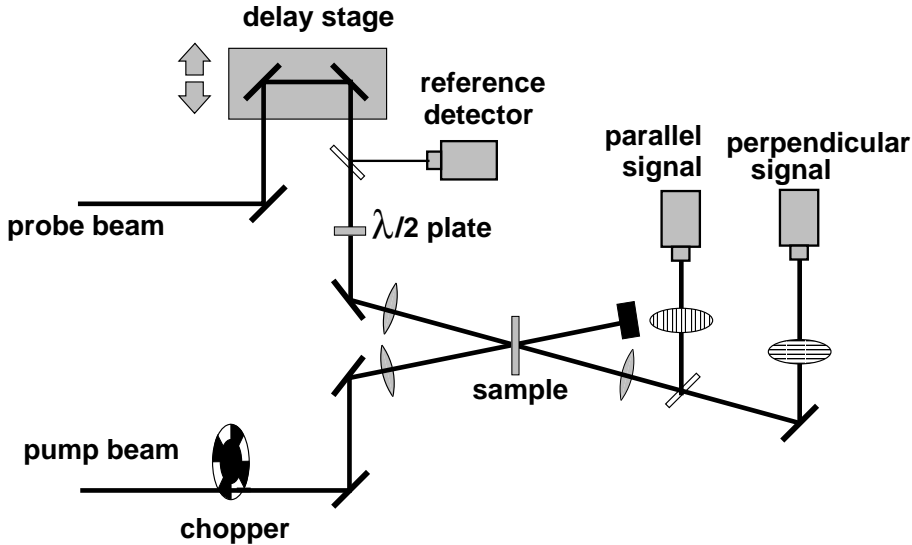 delay stage
reference
detector
parallel
signal
perpendicular
signal
probe beam
λ/2 plate
sample
pump beam
chopper